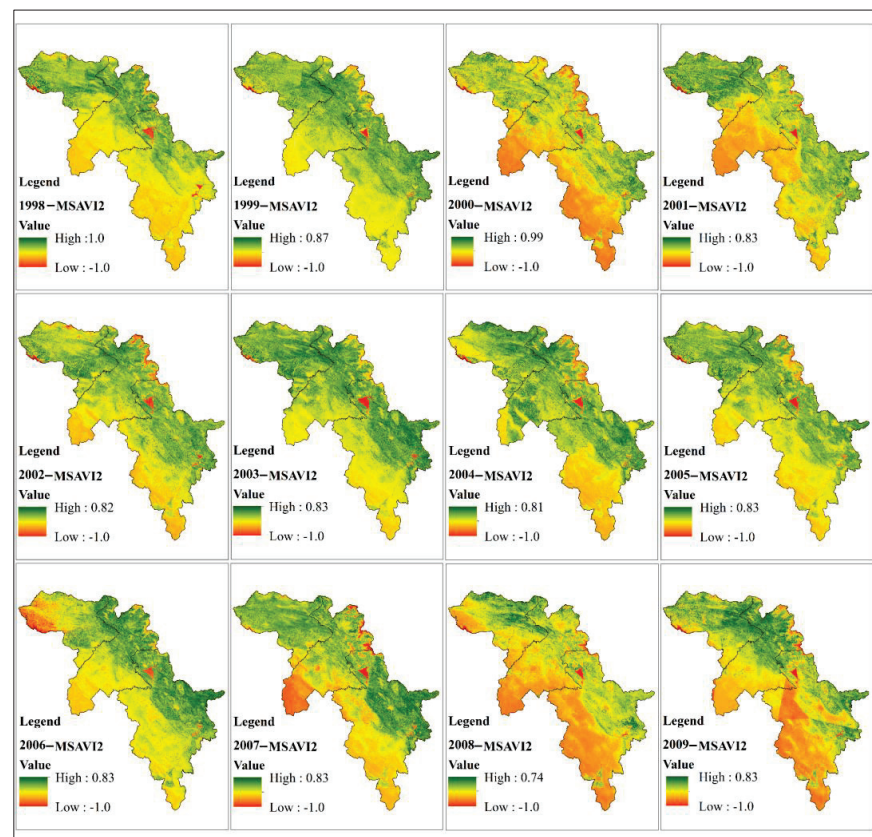 Legend
1998–MSAVI2
Value
High :1.0
Low : -1.0
Legend
1999–MSAVI2
Value
High : 0.87
Low : -1.0
Legend
2000–MSAVI2
Value
High : 0.99
Low : -1.0
Legend
2001–MSAVI2
Value
High : 0.83
Low : -1.0
Legend
2002–MSAVI2
Value
High : 0.82
Low : -1.0
Legend
2003–MSAVI2
Value
High : 0.83
Low : -1.0
Legend
2004–MSAVI2
Value
High : 0.81
Low : -1.0
Legend
2005–MSAVI2
Value
High : 0.83
Low : -1.0
Legend
2006–MSAVI2
Value
High : 0.83
Low : -1.0
Legend
2007–MSAVI2
Value
High : 0.83
Low : -1.0
Legend
2008–MSAVI2
Value
High : 0.74
Low : -1.0
Legend
2009–MSAVI2
Value
High : 0.83
Low : -1.0